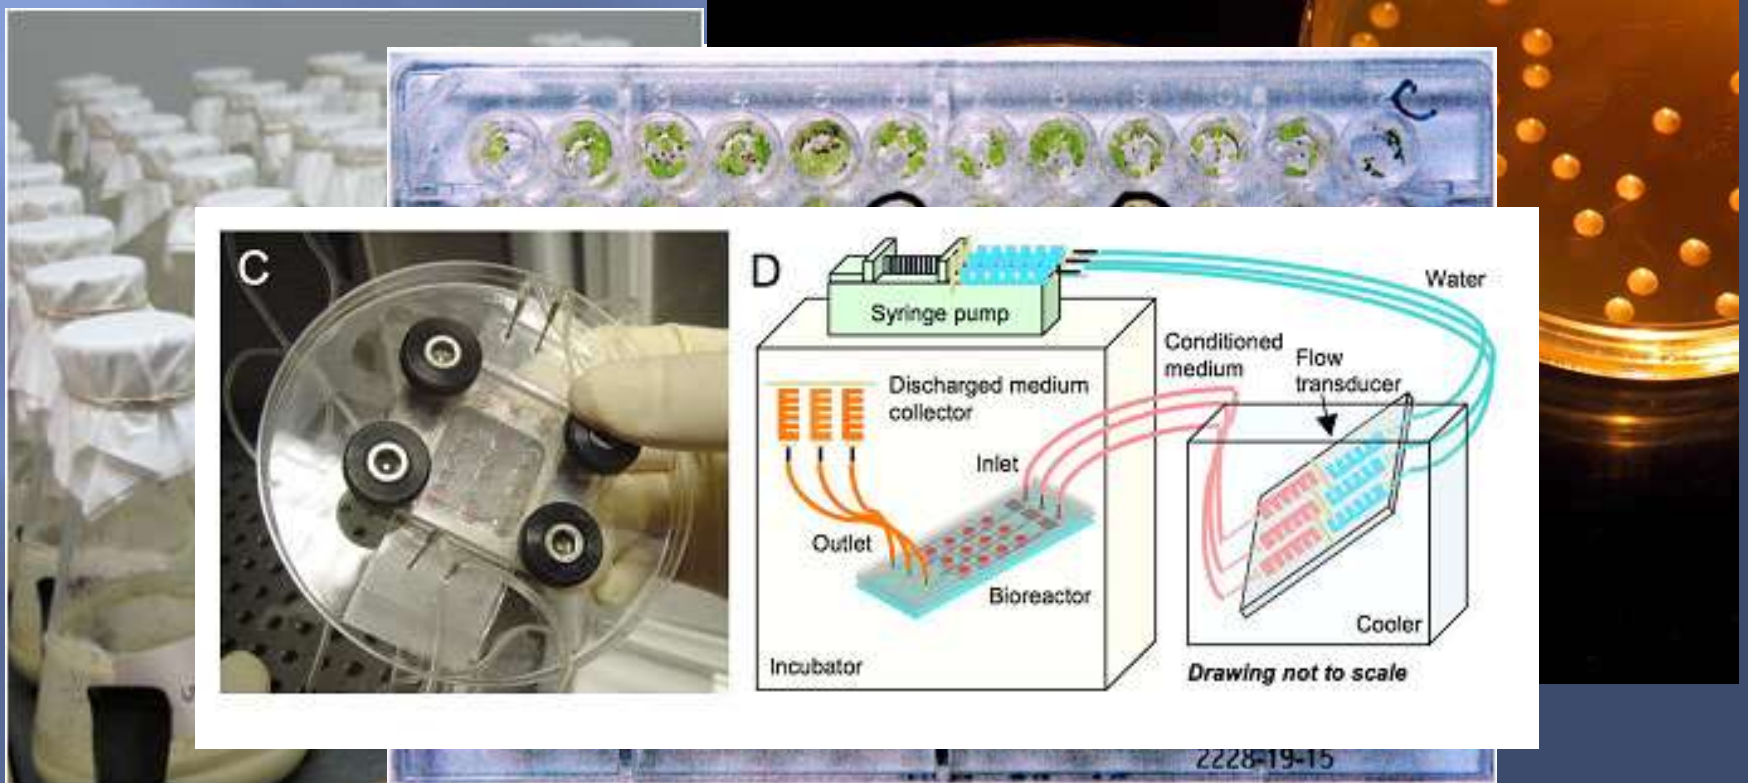 C
C
D
Syringe pump
Water
Conditioned
medium
Flow
transducer
Discharged medium
collector
Inlet
Outlet
Bioreactor
Cooler
Incubator
Drawing not to scale
2228-19-15